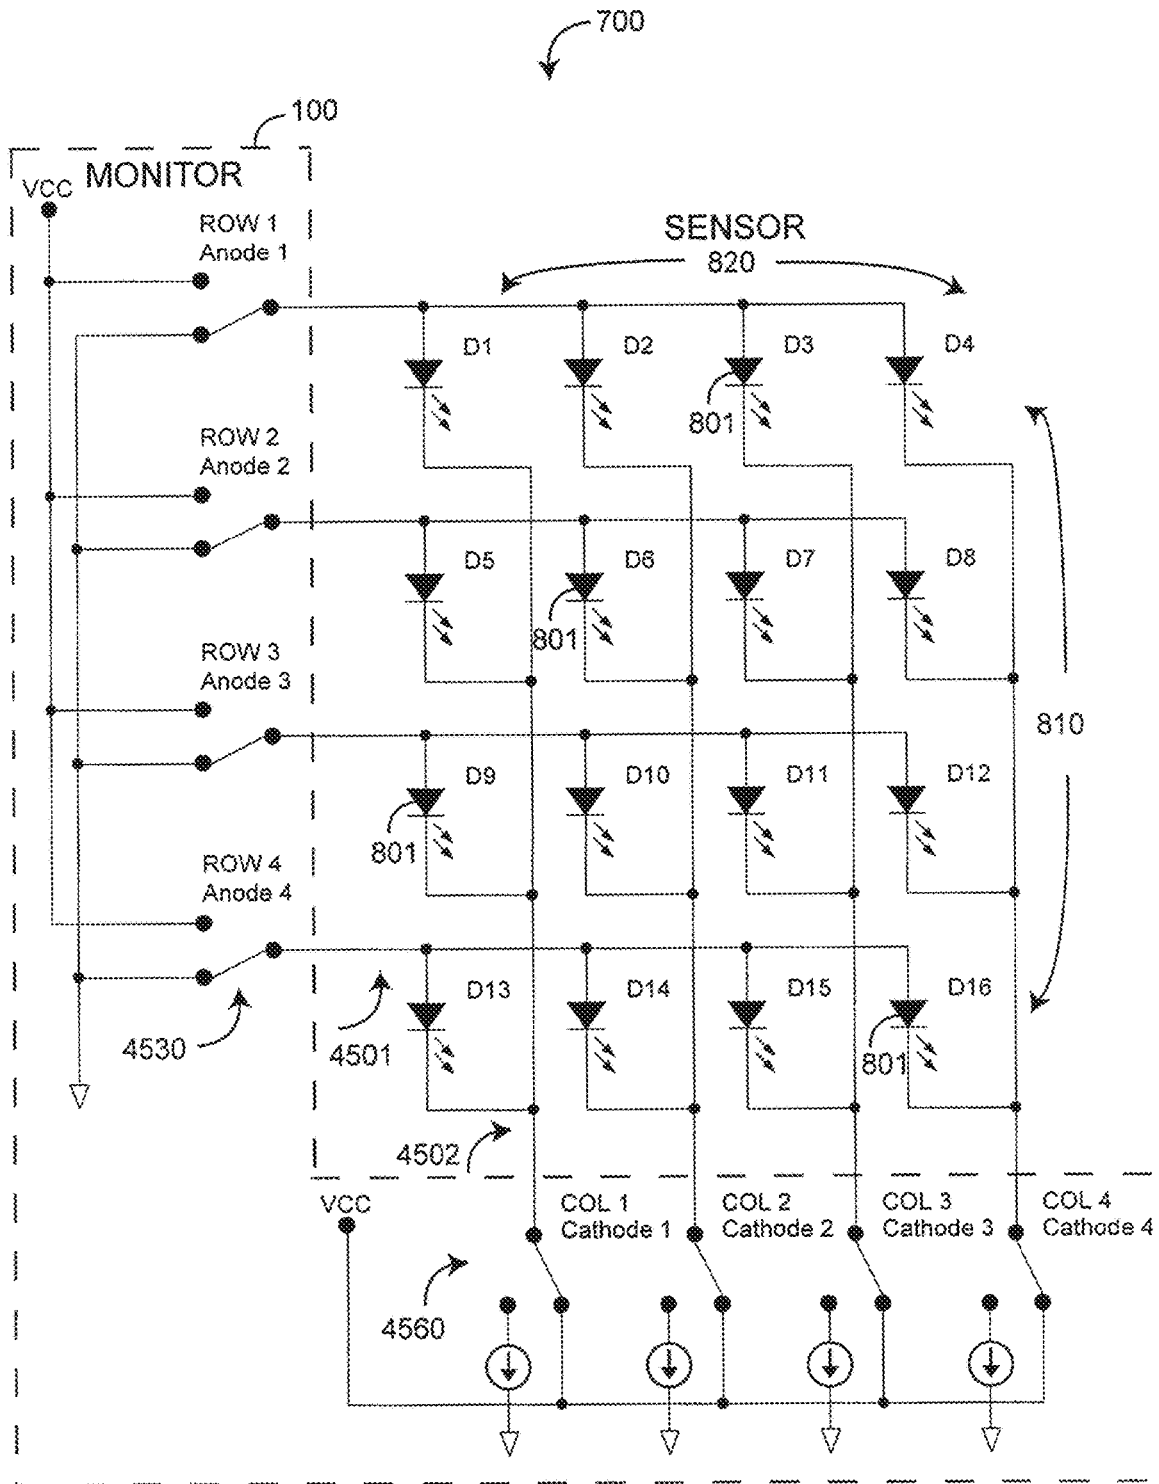 700
100
MONITOR
VCC
ROW 1
Anode 1
SENSOR
820
D1
D2
D3
D4
801
ROW 2
Anode 2
D5
D6
D7
D8
801
ROW 3
Anode 3
810
D9
D10
D11
D12
801
ROW 4
Anode 4
D13
D14
D15
D16
4530
4501
801
4502
VCC
COL 1
Cathode 1
COL 2
Cathode 2
COL 3
Cathode 3
COL 4
Cathode 4
4560